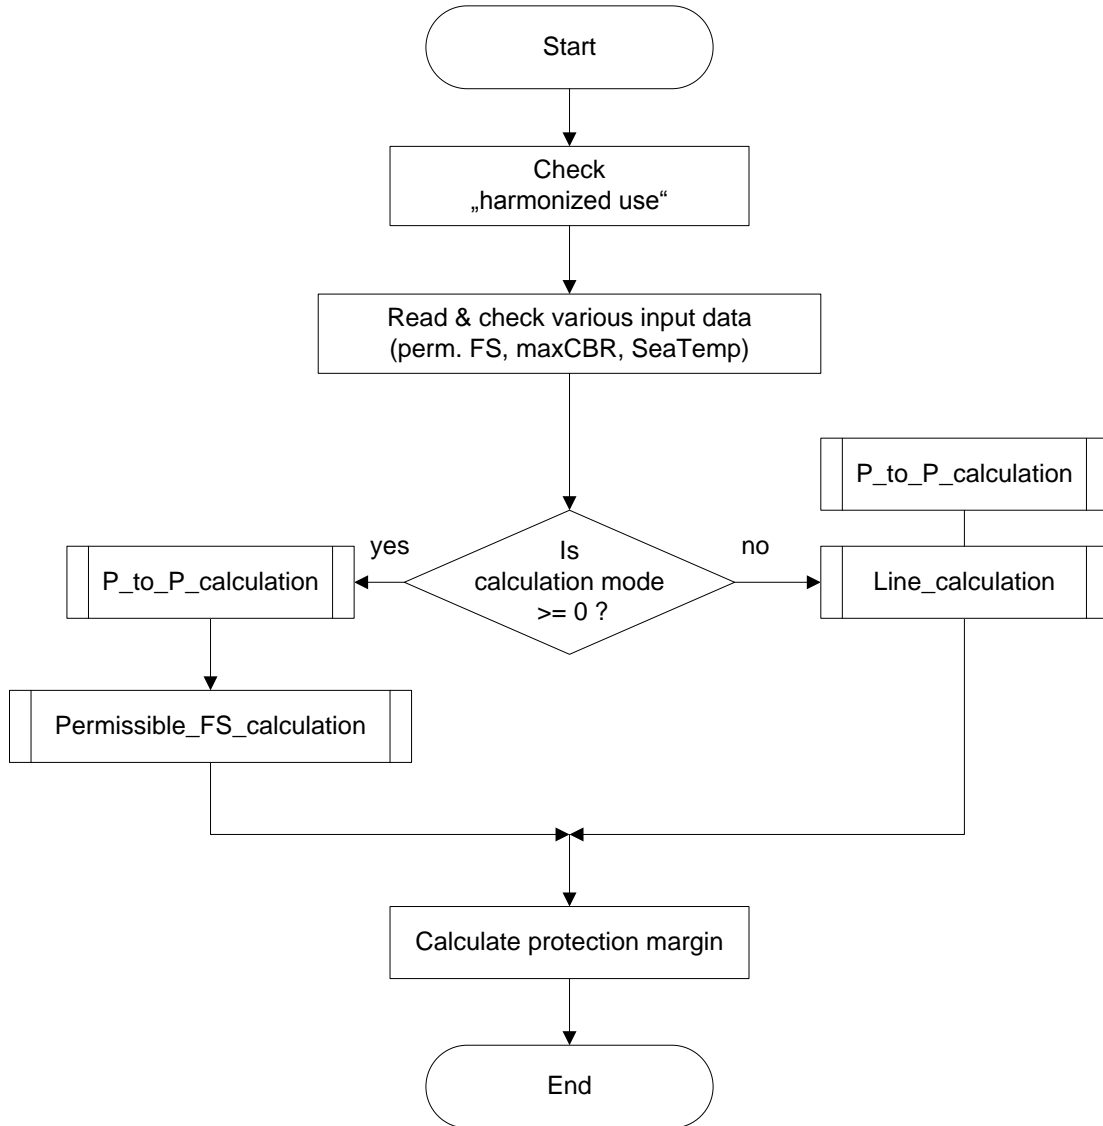 Start
Check
„harmonized use“
Read & check various input data
(perm. FS, maxCBR, SeaTemp)
P_to_P_calculation
yes
Is
calculation mode
>= 0 ?
no
P_to_P_calculation
Line_calculation
Permissible_FS_calculation
Calculate protection margin
End